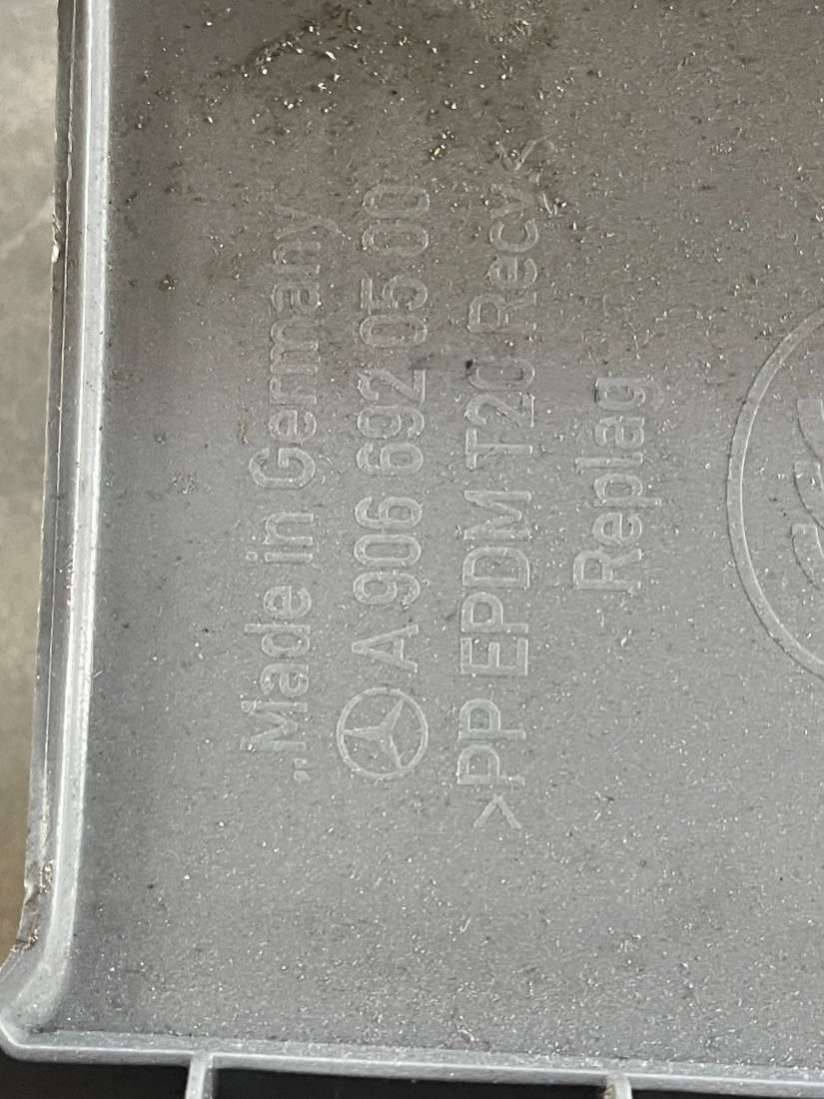 „Made in Germany
A 906 692 05 00
>PP EPDM T20 Recy<
Replag